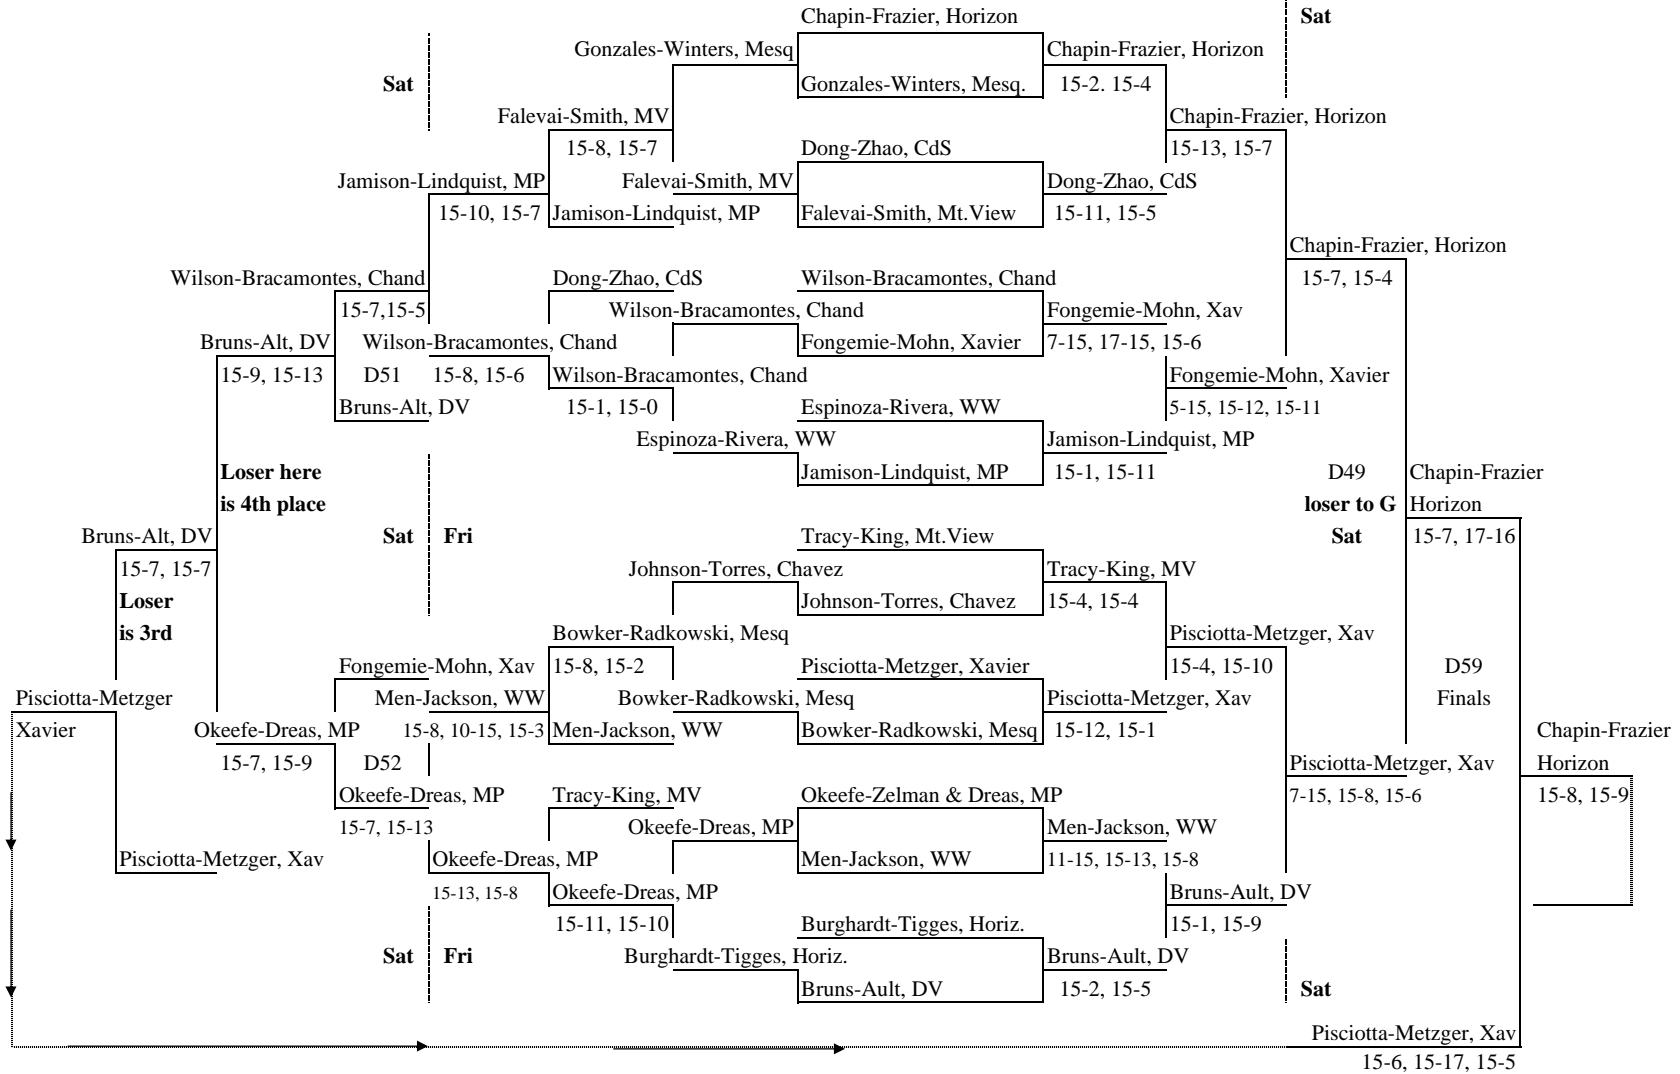 Chapin-Frazier, Horizon
Sat
Gonzales-Winters, Mesq
Chapin-Frazier, Horizon
Sat
Gonzales-Winters, Mesq.
15-2. 15-4
Falevai-Smith, MV
Chapin-Frazier, Horizon
15-8, 15-7
Dong-Zhao, CdS
15-13, 15-7
Jamison-Lindquist, MP
Falevai-Smith, MV
Dong-Zhao, CdS
15-10, 15-7
Jamison-Lindquist, MP
Falevai-Smith, Mt.View
15-11, 15-5
Chapin-Frazier, Horizon
Wilson-Bracamontes, Chand
Dong-Zhao, CdS
Wilson-Bracamontes, Chand
15-7, 15-4
15-7,15-5
Wilson-Bracamontes, Chand
Fongemie-Mohn, Xav
Bruns-Alt, DV
Wilson-Bracamontes, Chand
Fongemie-Mohn, Xavier
7-15, 17-15, 15-6
15-9, 15-13
D51
15-8, 15-6
Wilson-Bracamontes, Chand
Fongemie-Mohn, Xavier
Bruns-Alt, DV
15-1, 15-0
Espinoza-Rivera, WW
5-15, 15-12, 15-11
Espinoza-Rivera, WW
Jamison-Lindquist, MP
Loser here
Jamison-Lindquist, MP
15-1, 15-11
D49
Chapin-Frazier
is 4th place
loser to G
Horizon
Bruns-Alt, DV
Sat
Fri
Tracy-King, Mt.View
Sat
15-7, 17-16
15-7, 15-7
Johnson-Torres, Chavez
Tracy-King, MV
Loser
Johnson-Torres, Chavez
15-4, 15-4
is 3rd
Bowker-Radkowski, Mesq
Pisciotta-Metzger, Xav
Fongemie-Mohn, Xav
15-8, 15-2
Pisciotta-Metzger, Xavier
15-4, 15-10
D59
Pisciotta-Metzger
Men-Jackson, WW
Bowker-Radkowski, Mesq
Pisciotta-Metzger, Xav
Finals
Xavier
Okeefe-Dreas, MP
15-8, 10-15, 15-3
Men-Jackson, WW
Bowker-Radkowski, Mesq
15-12, 15-1
Chapin-Frazier
15-7, 15-9
D52
Pisciotta-Metzger, Xav
Horizon
Okeefe-Dreas, MP
Tracy-King, MV
Okeefe-Zelman & Dreas, MP
7-15, 15-8, 15-6
15-8, 15-9
15-7, 15-13
Okeefe-Dreas, MP
Men-Jackson, WW
Pisciotta-Metzger, Xav
Okeefe-Dreas, MP
Men-Jackson, WW
11-15, 15-13, 15-8
15-13, 15-8
Okeefe-Dreas, MP
Bruns-Ault, DV
15-11, 15-10
Burghardt-Tigges, Horiz.
15-1, 15-9
Sat
Fri
Burghardt-Tigges, Horiz.
Bruns-Ault, DV
Bruns-Ault, DV
15-2, 15-5
Sat
Pisciotta-Metzger, Xav
15-6, 15-17, 15-5